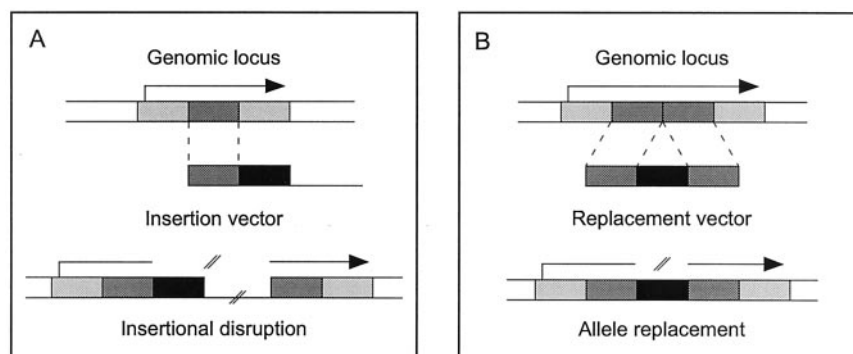 A
Genomic locus
Insertion vector
Insertional disruption
B
Genomic locus
Replacement vector
Allele replacement